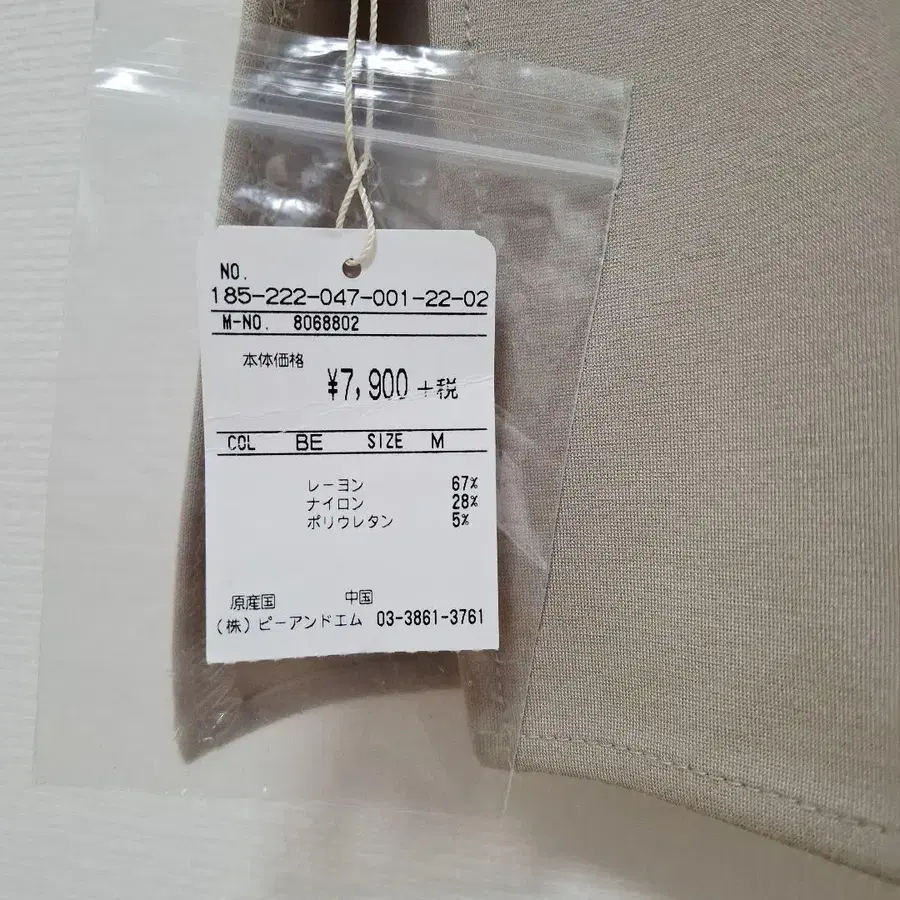 NO.
185-222-047-001-22-02
M-NO. 8068802
本体価格
¥7,900 +税
COL BE SIZE M
レーヨン 67%
ナイロン 28%
ポリウレタン 5%
原産国 中国
(株)ピーアンドエム 03-3861-3761